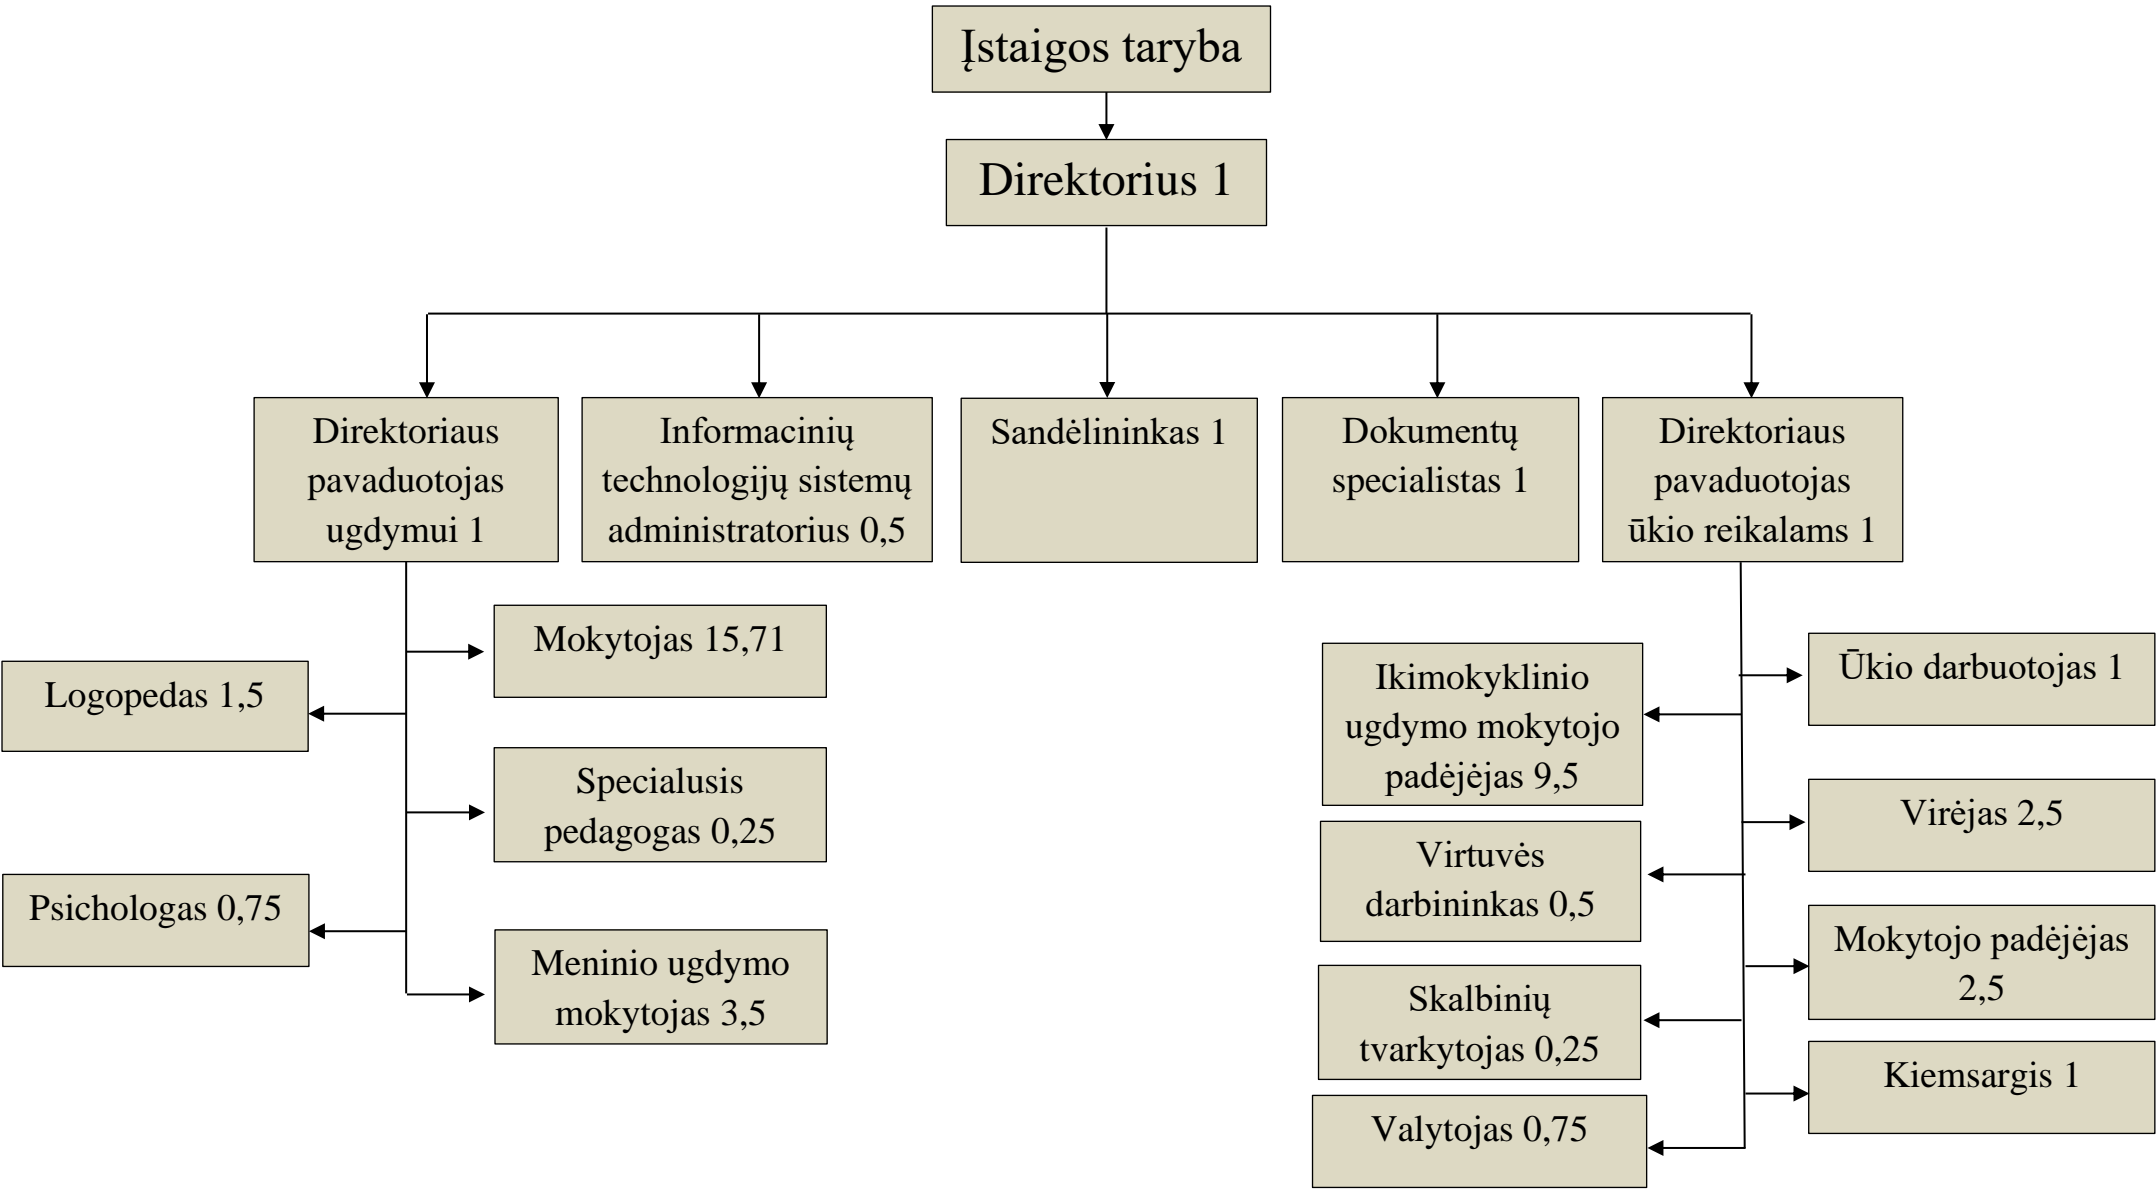 Įstaigos taryba
Direktorius 1
Direktoriaus
pavaduotojas
ugdymui 1
Informacinių
technologijų sistemų
administratorius 0,5
Sandėlininkas 1
Dokumentų
specialistas 1
Direktoriaus
pavaduotojas
ūkio reikalams 1
Mokytojas 15,71
Logopedas 1,5
Specialusis
pedagogas 0,25
Psichologas 0,75
Meninio ugdymo
mokytojas 3,5
Ikimokyklinio
ugdymo mokytojo
padėjėjas 9,5
Ūkio darbuotojas 1
Virtuvės
darbininkas 0,5
Virėjas 2,5
Skalbinių
tvarkytojas 0,25
Mokytojo padėjėjas
2,5
Valytojas 0,75
Kiemsargis 1